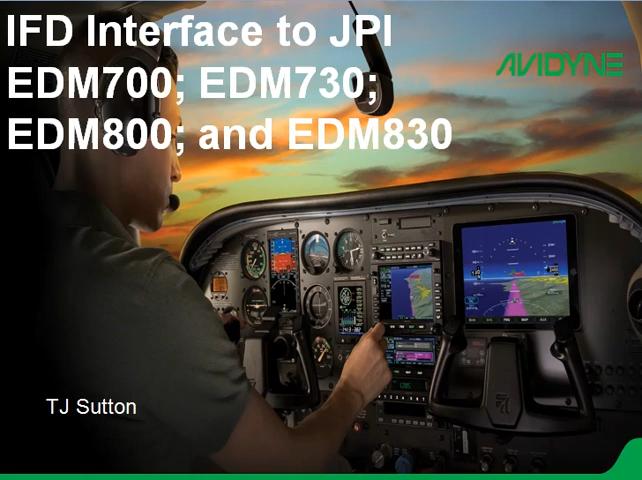 IFD Interface to JPI
EDM700; EDM730;
EDM800; and EDM830
AVIDYNE
TJ Sutton